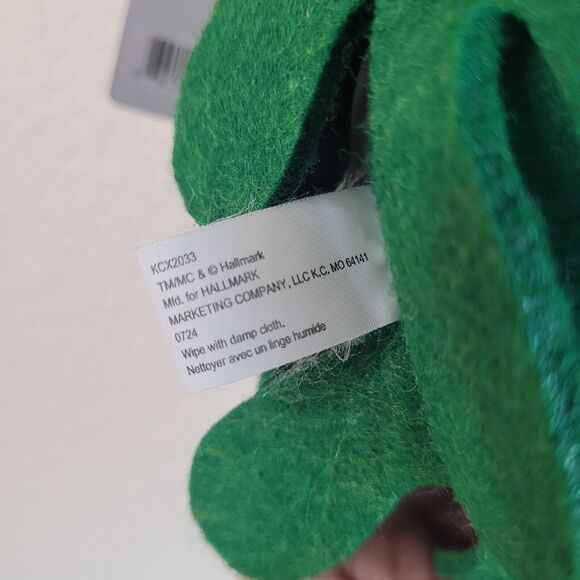 KCX2033
TM/MC & © Hallmark
Mfd. for HALLMARK
MARKETING COMPANY, LLC K.C. MO 64141
0724
Wipe with damp cloth.
Nettoyer avec un linge humide